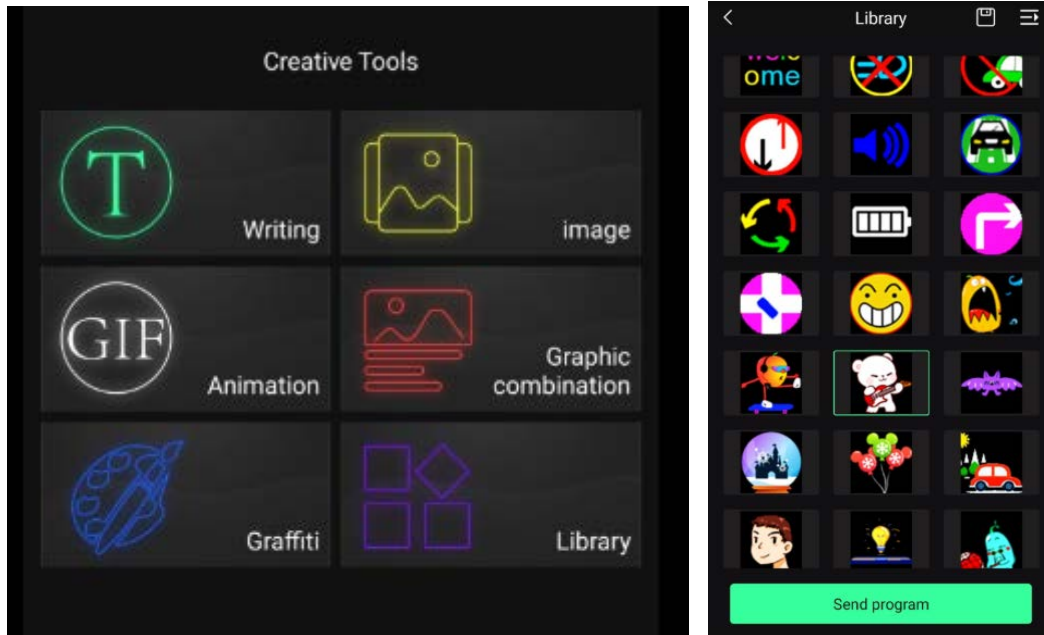 Creative Tools
T
Writing
image
GIF
Animation
Graphic
combination
Graffiti
Library
Library
ome
Send program